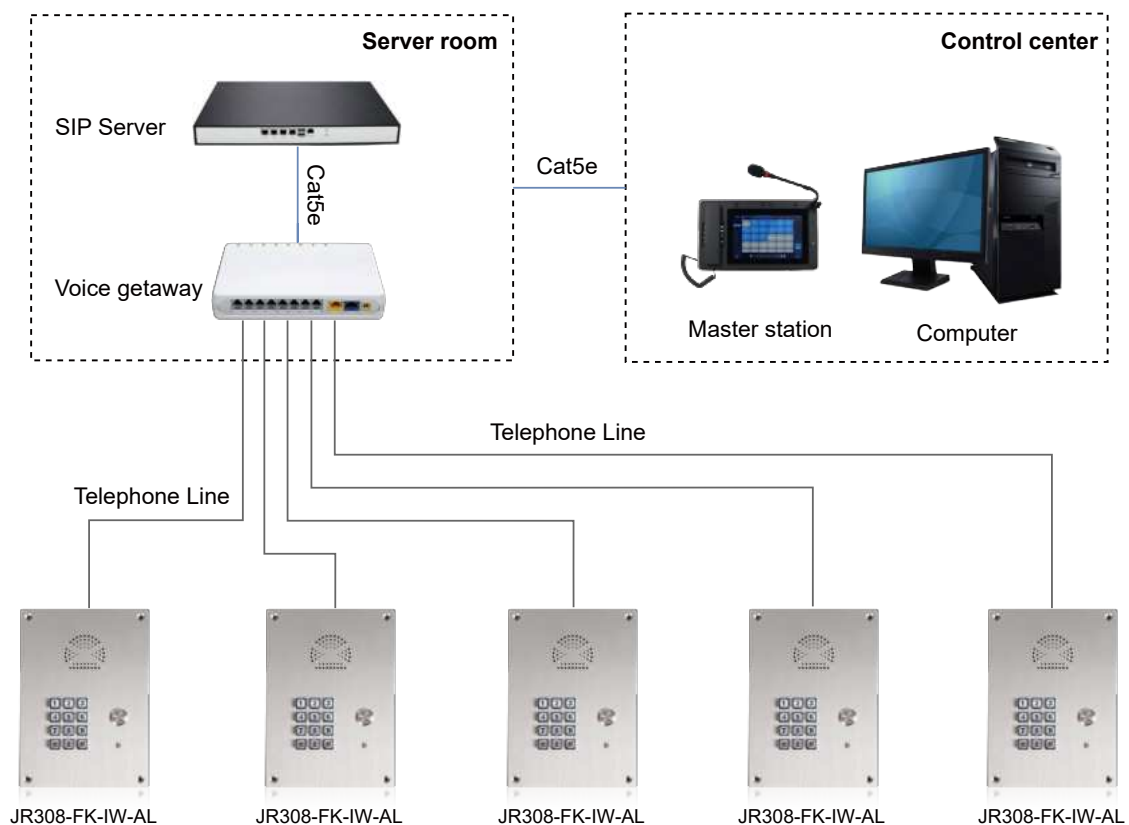 Server room
Control center
SIP Server
Cat5e
Cat5e
Voice getaway
Master station
Computer
Telephone Line
Telephone Line
JR308-FK-IW-AL
JR308-FK-IW-AL
JR308-FK-IW-AL
JR308-FK-IW-AL
JR308-FK-IW-AL